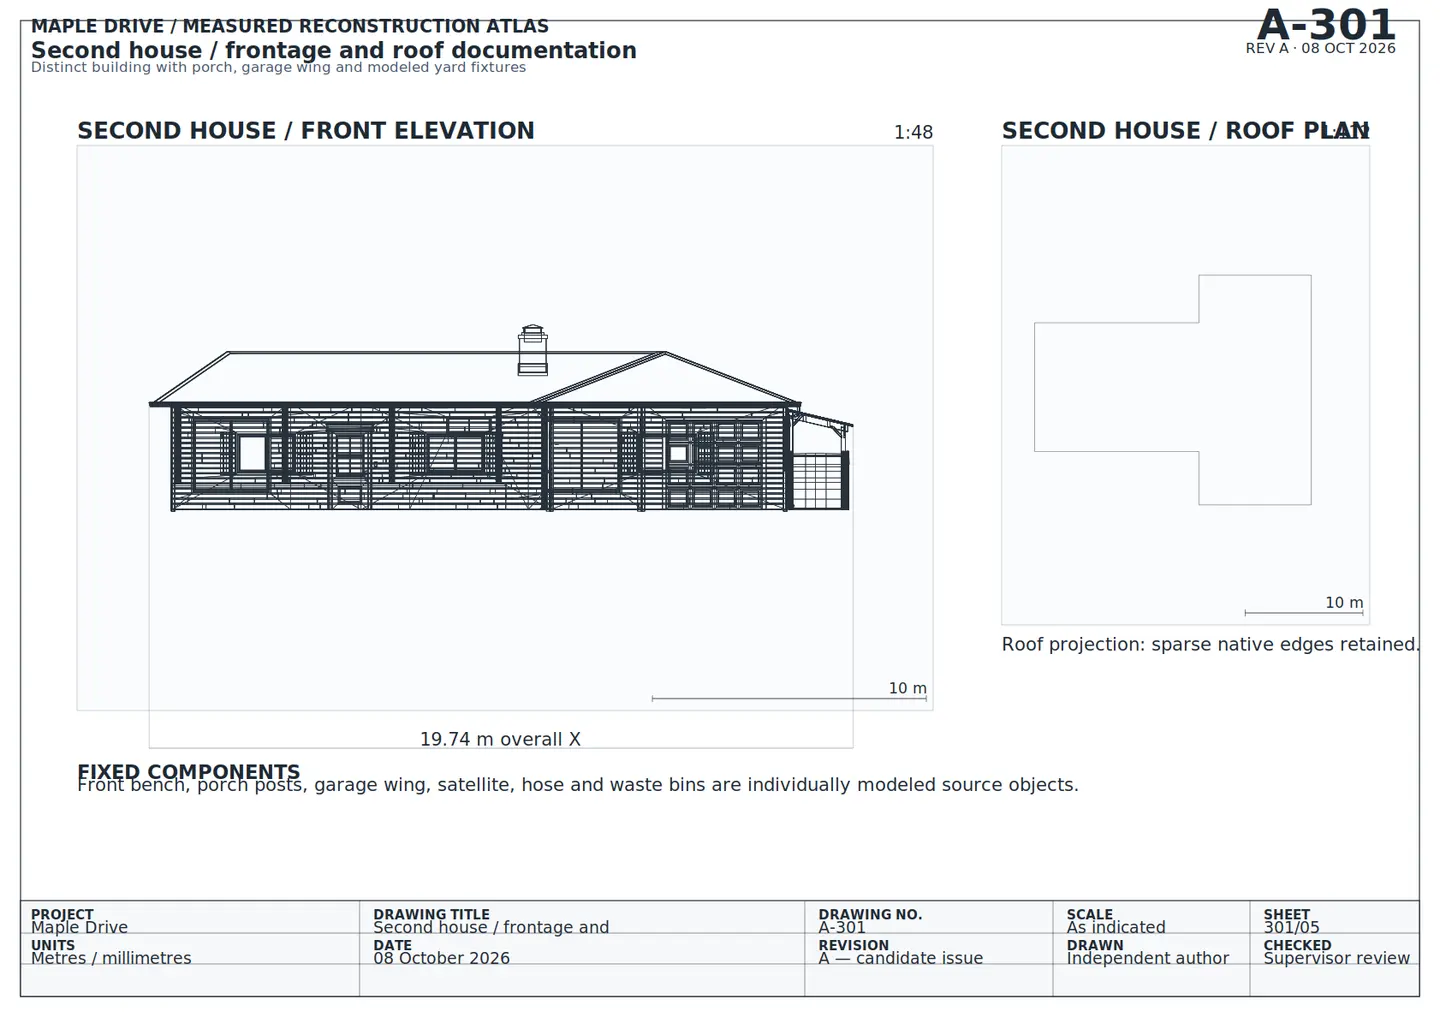 MAPLE DRIVE / MEASURED RECONSTRUCTION ATLAS
Second house / frontage and roof documentation
Distinct building with porch, garage wing and modeled yard fixtures
A-301
REV A · 08 OCT 2026
SECOND HOUSE / FRONT ELEVATION
1:48
SECOND HOUSE / ROOF PLAN
10 m
Roof projection: sparse native edges retained.
10 m
19.74 m overall X
FIXED COMPONENTS
Front bench, porch posts, garage wing, satellite, hose and waste bins are individually modeled source objects.
PROJECT
Maple Drive
DRAWING TITLE
Second house / frontage and
DRAWING NO.
A-301
SCALE
As indicated
SHEET
301/05
UNITS
Metres / millimetres
DATE
08 October 2026
REVISION
A — candidate issue
DRAWN
Independent author
CHECKED
Supervisor review